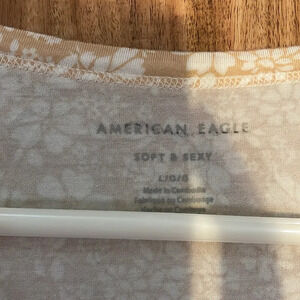 AMERICAN EAGLE
SOFT & SEXY
L/G/G
Made in Cambodia
Fabriqué au Cambodge